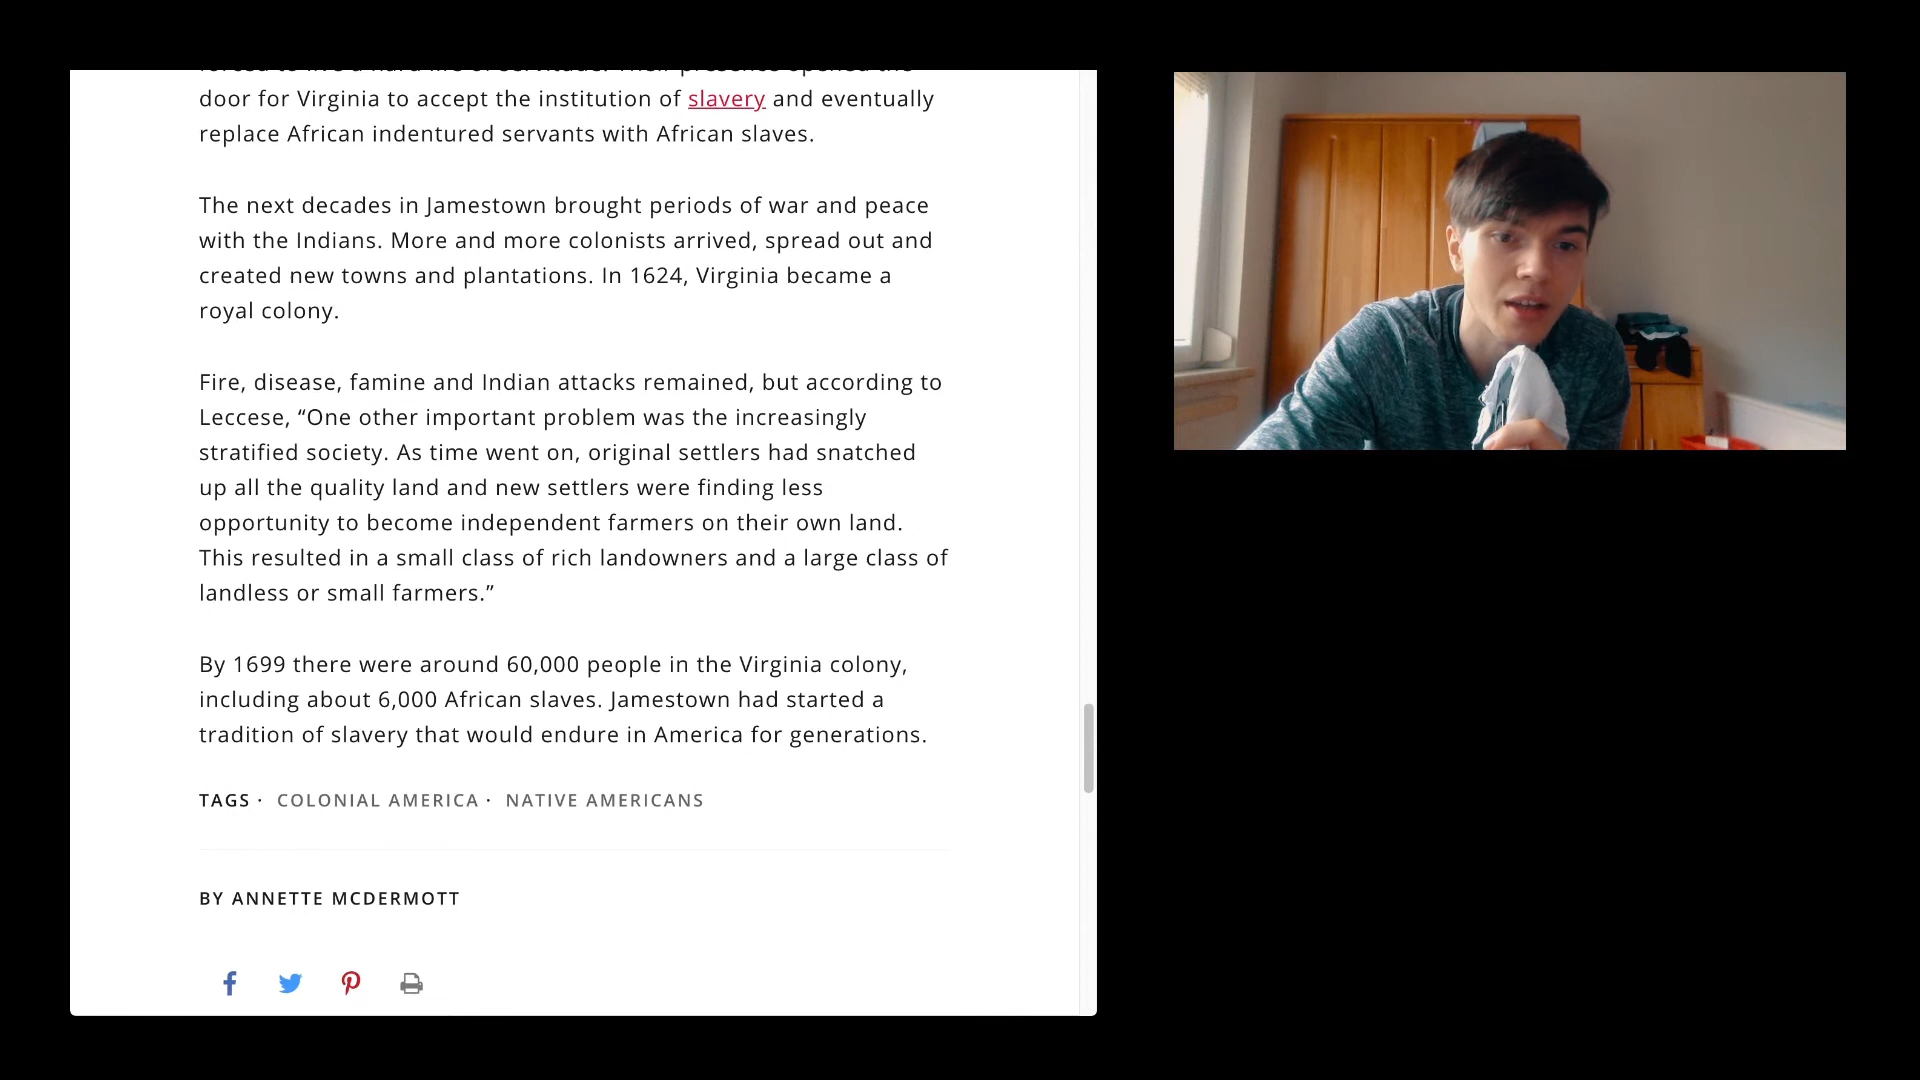 door for Virginia to accept the institution of slavery and eventually
replace African indentured servants with African slaves.
The next decades in Jamestown brought periods of war and peace
with the Indians. More and more colonists arrived, spread out and
created new towns and plantations. In 1624, Virginia became a
royal colony.
Fire, disease, famine and Indian attacks remained, but according to
Leccese, “One other important problem was the increasingly
stratified society. As time went on, original settlers had snatched
up all the quality land and new settlers were finding less
opportunity to become independent farmers on their own land.
This resulted in a small class of rich landowners and a large class of
landless or small farmers.”
By 1699 there were around 60,000 people in the Virginia colony,
including about 6,000 African slaves. Jamestown had started a
tradition of slavery that would endure in America for generations.
TAGS · COLONIAL AMERICA · NATIVE AMERICANS
BY ANNETTE MCDERMOTT